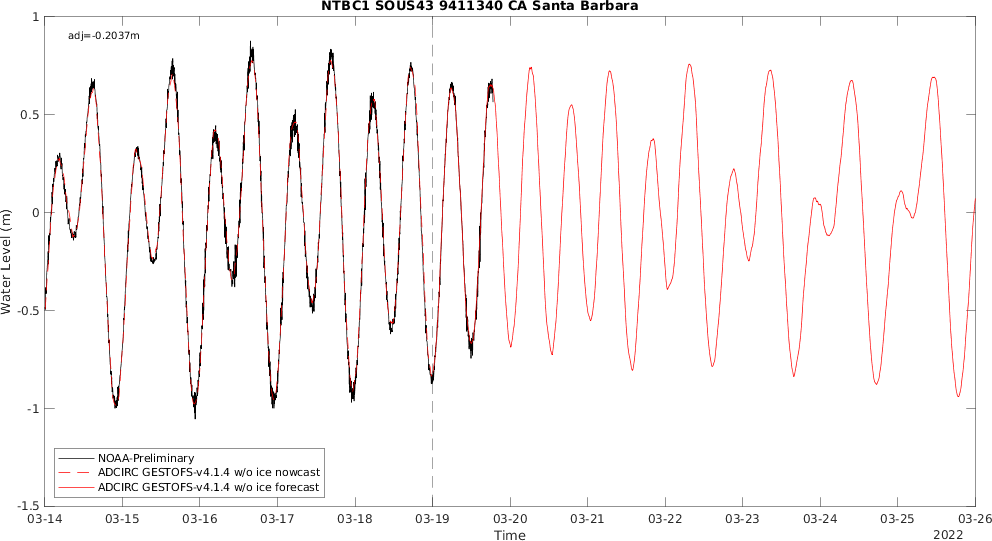 NTBC1 SOUS43 9411340 CA Santa Barbara
adj=-0.2037m
1
0.5
0
-0.5
-1
-1.5
Water Level (m)
NOAA-Preliminary
ADCIRC GESTOFS-v4.1.4 w/o ice nowcast
ADCIRC GESTOFS-v4.1.4 w/o ice forecast
03-14 03-15 03-16 03-17 03-18 03-19 03-20 03-21 03-22 03-23 03-24 03-25 03-26
Time
2022